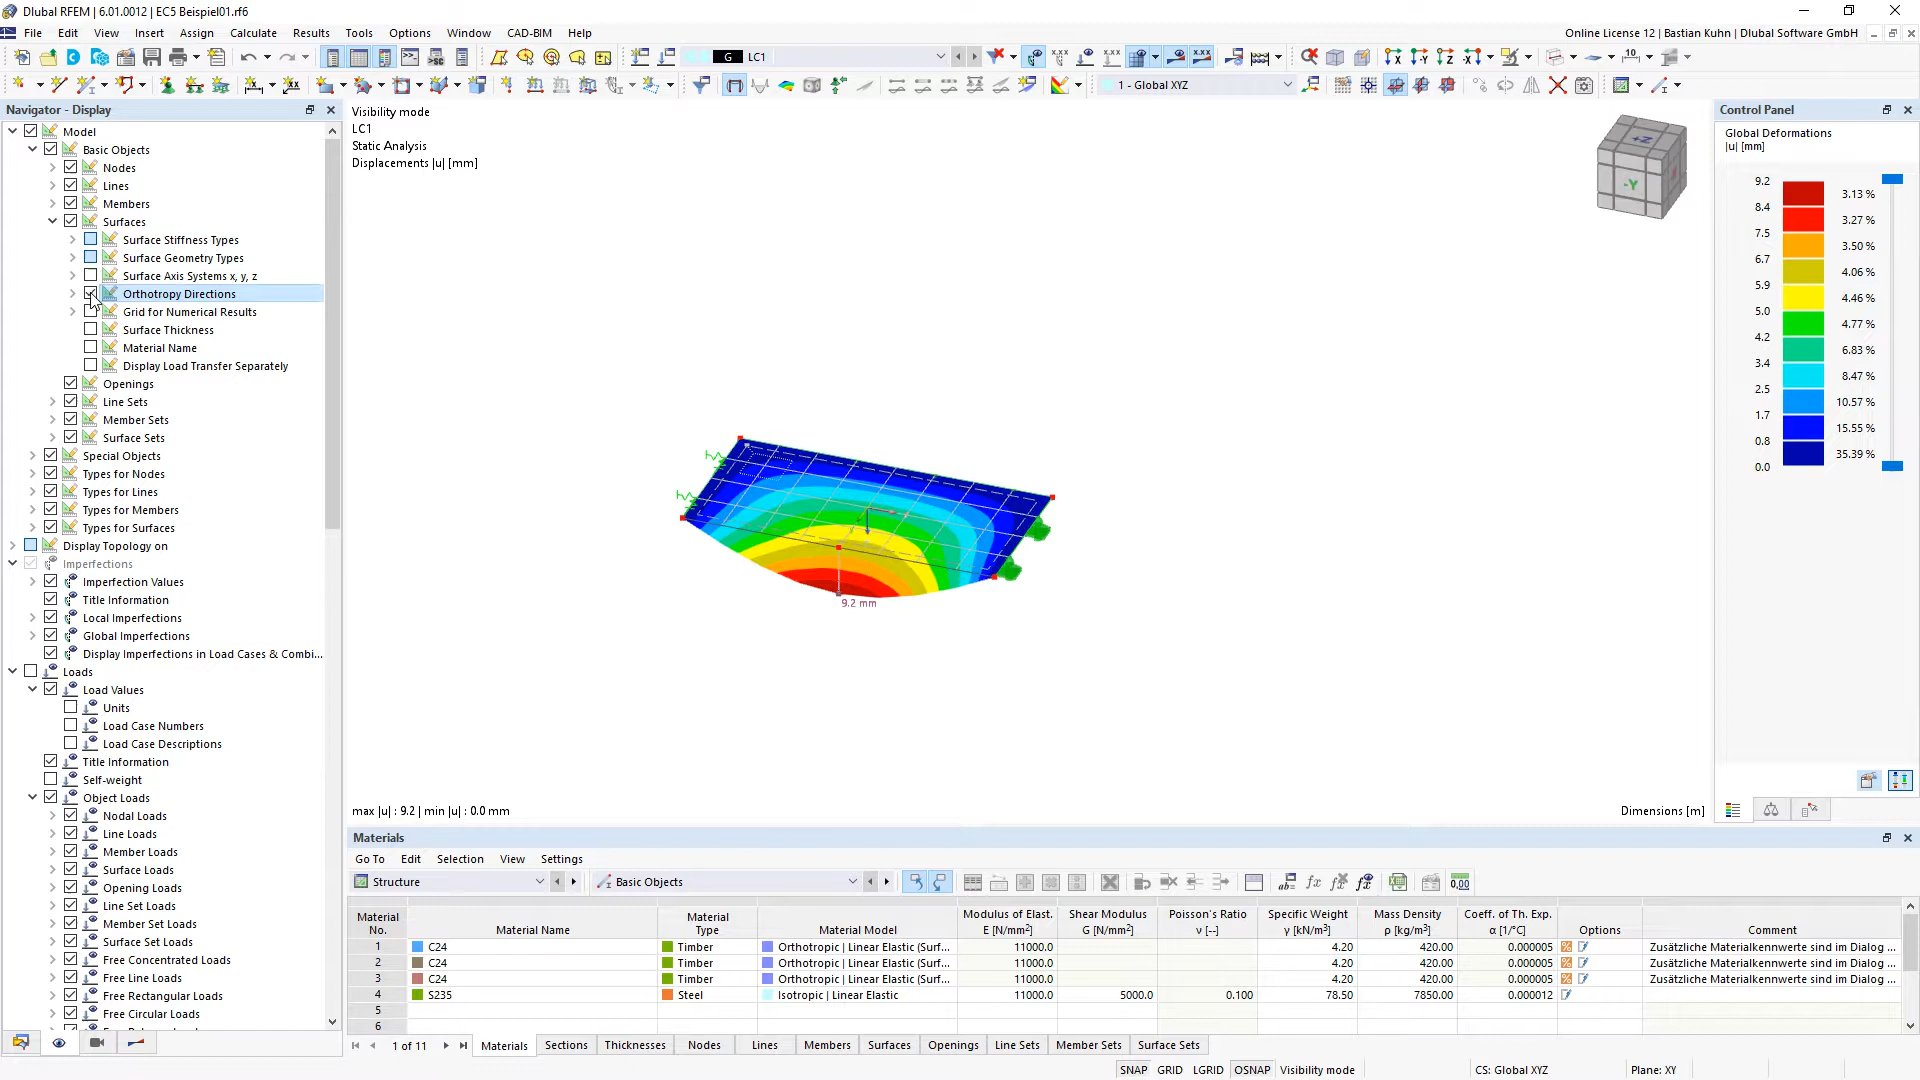 Dlubal RFEM | 6.01.0012 | EC5 Beispiel01.rf6
File Edit View Insert Assign Calculate Results Tools Options Window CAD-BIM Help
Online License 12 | Bastian Kuhn | Dlubal Software GmbH
G LC1
1 - Global XYZ
Navigator - Display
Model
Basic Objects
Nodes
Lines
Members
Surfaces
Surface Stiffness Types
Surface Geometry Types
Surface Axis Systems x, y, z
Orthotropy Directions
Grid for Numerical Results
Surface Thickness
Material Name
Display Load Transfer Separately
Openings
Line Sets
Member Sets
Surface Sets
Special Objects
Types for Nodes
Types for Lines
Types for Members
Types for Surfaces
Display Topology on
Imperfections
Imperfection Values
Title Information
Local Imperfections
Global Imperfections
Display Imperfections in Load Cases & Combi...
Loads
Load Values
Units
Load Case Numbers
Load Case Descriptions
Title Information
Self-weight
Object Loads
Nodal Loads
Line Loads
Member Loads
Surface Loads
Opening Loads
Line Set Loads
Member Set Loads
Surface Set Loads
Free Concentrated Loads
Free Line Loads
Free Rectangular Loads
Free Circular Loads
Visibility mode
LC1
Static Analysis
Displacements |u| [mm]
+Z
-Y
9.2 mm
max |u| : 9.2 | min |u| : 0.0 mm
Dimensions [m]
Control Panel
Global Deformations
|u| [mm]
9.2
3.13 %
8.4
3.27 %
7.5
3.50 %
6.7
4.06 %
5.9
4.46 %
5.0
4.77 %
4.2
6.83 %
3.4
8.47 %
2.5
10.57 %
1.7
15.55 %
0.8
35.39 %
0.0
Materials
Go To Edit Selection View Settings
Structure
Basic Objects
Material No. Material Name Material Type Material Model Modulus of Elast. E [N/mm²] Shear Modulus G [N/mm²] Poisson's Ratio ν [--] Specific Weight γ [kN/m³] Mass Density ρ [kg/m³] Coeff. of Th. Exp. α [1/°C] Options Comment
1 C24 Timber Orthotropic | Linear Elastic (Surf... 11000.0 4.20 420.00 0.000005 Zusätzliche Materialkennwerte sind im Dialog ...
2 C24 Timber Orthotropic | Linear Elastic (Surf... 11000.0 4.20 420.00 0.000005 Zusätzliche Materialkennwerte sind im Dialog ...
3 C24 Timber Orthotropic | Linear Elastic (Surf... 11000.0 4.20 420.00 0.000005 Zusätzliche Materialkennwerte sind im Dialog ...
4 S235 Steel Isotropic | Linear Elastic 11000.0 5000.0 0.100 78.50 7850.00 0.000012
5
6
1 of 11 Materials Sections Thicknesses Nodes Lines Members Surfaces Openings Line Sets Member Sets Surface Sets
SNAP GRID LGRID OSNAP Visibility mode CS: Global XYZ Plane: XY